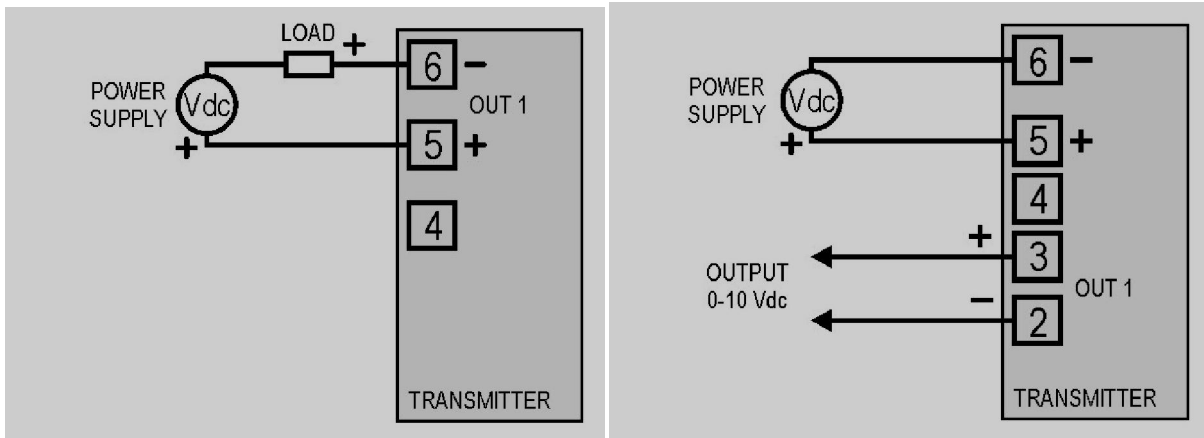 LOAD
+
6 −
POWER
SUPPLY
Vdc
OUT 1
+
5 +
4
TRANSMITTER
6 −
POWER
SUPPLY
Vdc
+
5 +
4
+
3
OUTPUT
0-10 Vdc
OUT 1
−
2
TRANSMITTER